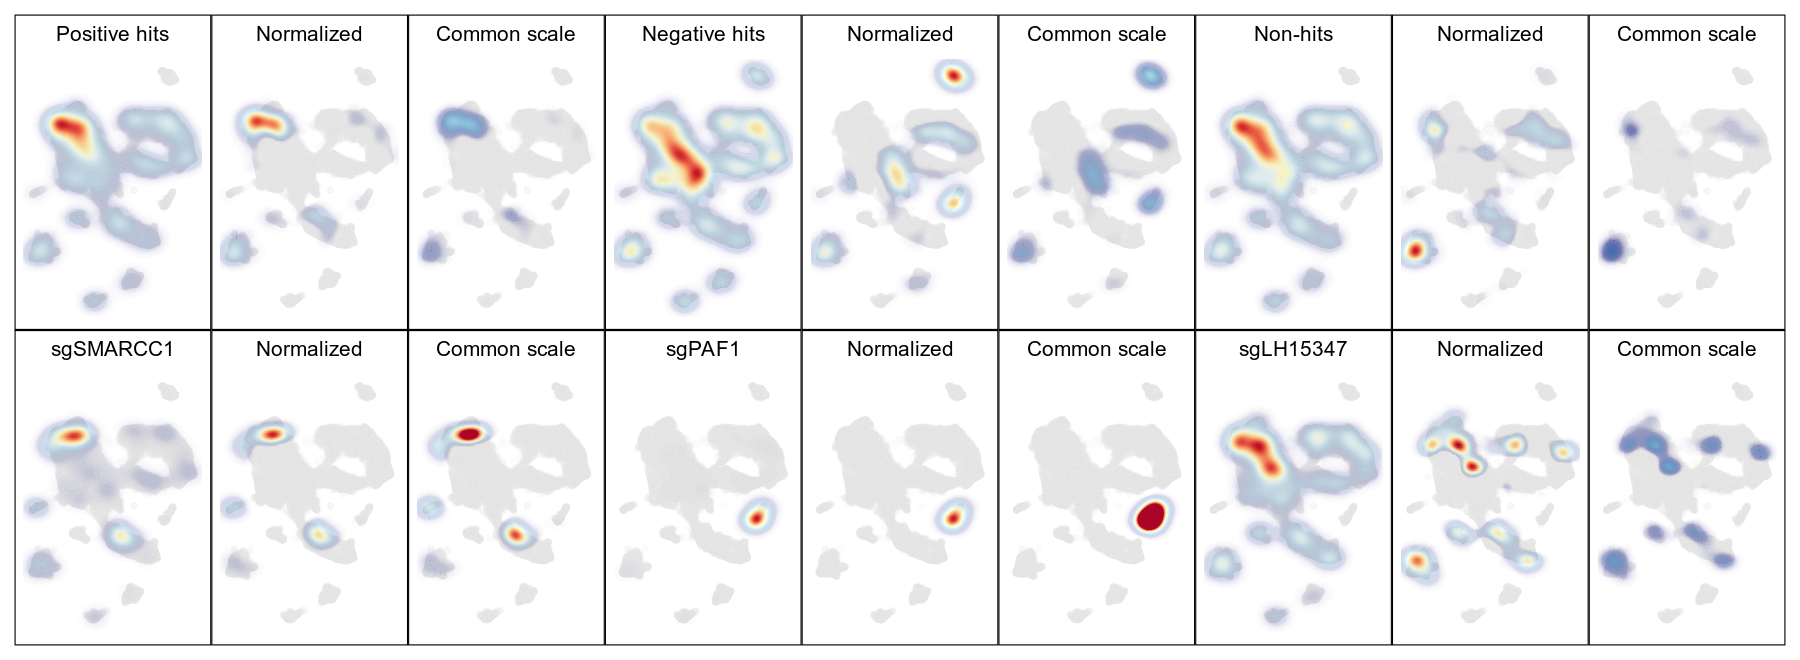 Positive hits Normalized Common scale Negative hits Normalized Common scale Non-hits Normalized Common scale
sgSMARCC1 Normalized Common scale sgPAF1 Normalized Common scale sgLH15347 Normalized Common scale